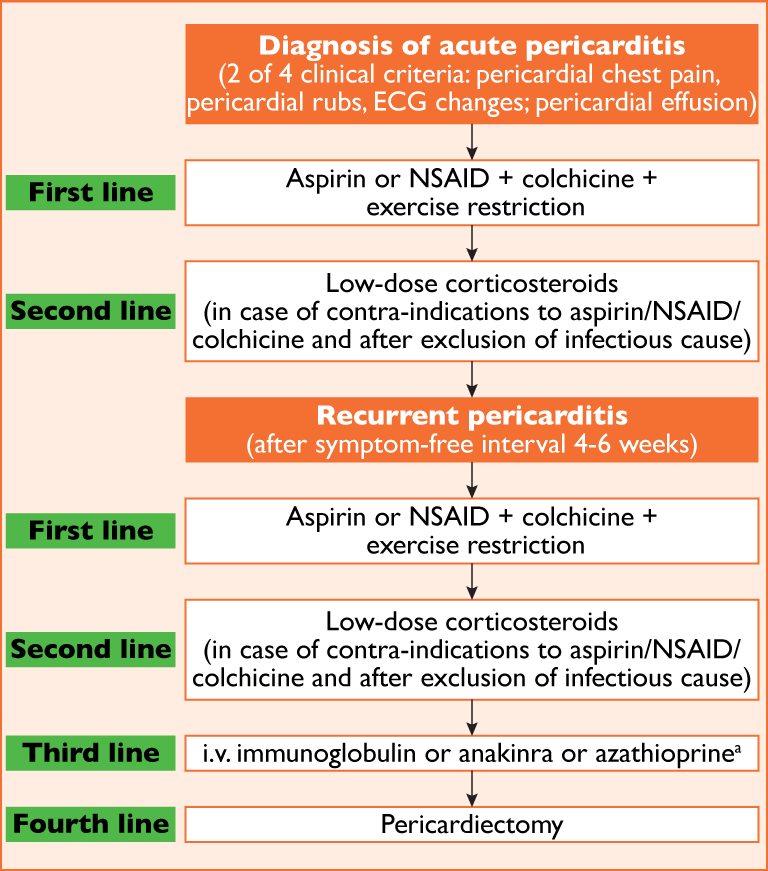 Diagnosis of acute pericarditis
(2 of 4 clinical criteria: pericardial chest pain,
pericardial rubs, ECG changes; pericardial effusion)
First line
Aspirin or NSAID + colchicine +
exercise restriction
Second line
Low-dose corticosteroids
(in case of contra-indications to aspirin/NSAID/
colchicine and after exclusion of infectious cause)
Recurrent pericarditis
(after symptom-free interval 4-6 weeks)
First line
Aspirin or NSAID + colchicine +
exercise restriction
Second line
Low-dose corticosteroids
(in case of contra-indications to aspirin/NSAID/
colchicine and after exclusion of infectious cause)
Third line
i.v. immunoglobulin or anakinra or azathioprineᵃ
Fourth line
Pericardiectomy